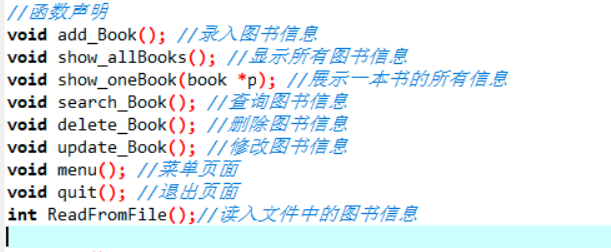 //函数声明
void add_Book(); //录入图书信息
void show_allBooks(); //显示所有图书信息
void show_oneBook(book *p); //展示一本书的所有信息
void search_Book(); //查询图书信息
void delete_Book(); //删除图书信息
void update_Book(); //修改图书信息
void menu(); //菜单页面
void quit(); //退出页面
int ReadFromFile();//读入文件中的图书信息